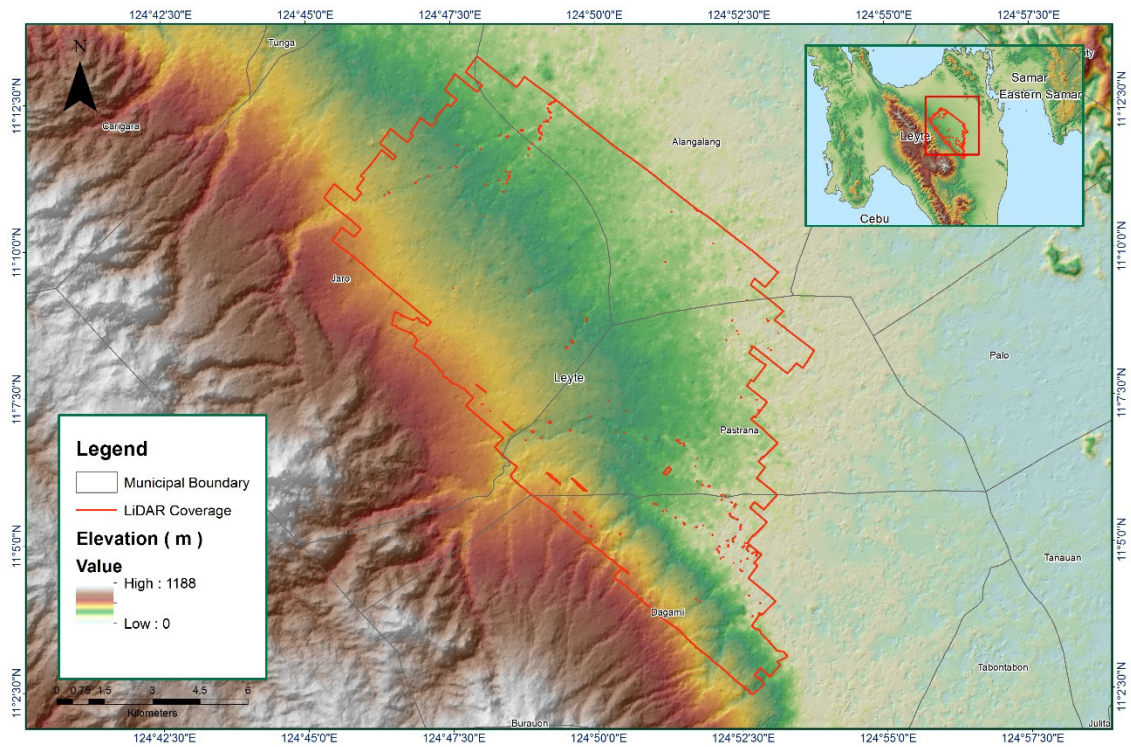 124°42'30"E 124°45'0"E 124°47'30"E 124°50'0"E 124°52'30"E 124°55'0"E 124°57'30"E
N
Tunga
Carigara
Alangalang
Samar
Eastern Samar
Leyte
Cebu
11°12'30"N 11°12'30"N
11°10'0"N 11°10'0"N
Jaro
Palo
Leyte
11°7'30"N 11°7'30"N
Pastrana
Legend
Municipal Boundary
LiDAR Coverage
Elevation ( m )
Value
High : 1188
Low : 0
11°5'0"N 11°5'0"N
Tanauan
Dagami
Tabontabon
0 0.75 1.5 3 4.5 6
Kilometers
11°2'30"N 11°2'30"N
Burauen
Julita
124°42'30"E 124°45'0"E 124°47'30"E 124°50'0"E 124°52'30"E 124°55'0"E 124°57'30"E